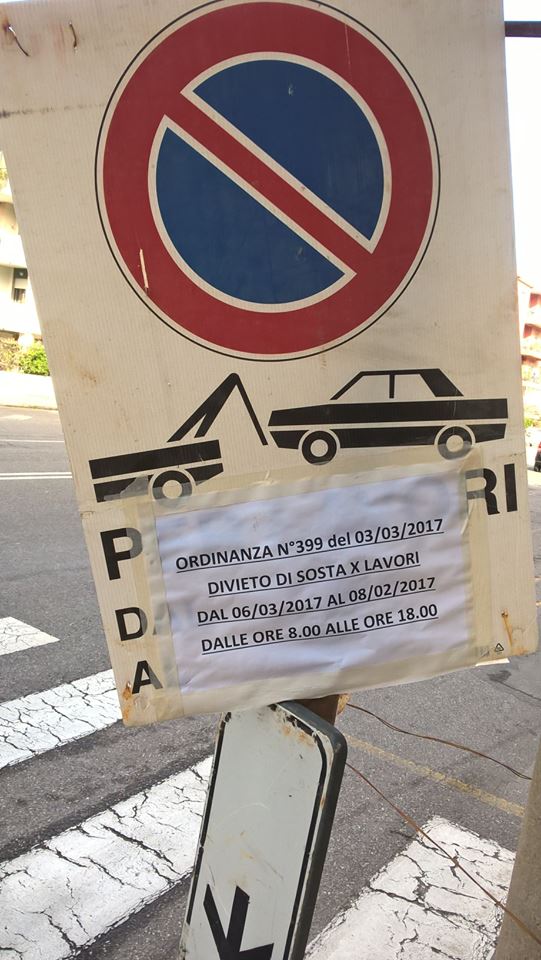 P RI
ORDINANZA N°399 del 03/03/2017
DIVIETO DI SOSTA X LAVORI
DAL 06/03/2017 AL 08/02/2017
DALLE ORE 8.00 ALLE ORE 18.00
D
A